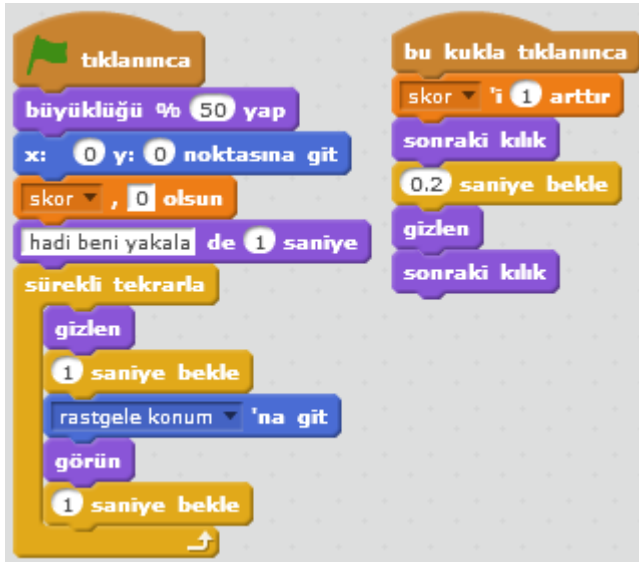 tıklanınca
büyüklüğü % 50 yap
x: 0 y: 0 noktasına git
skor , 0 olsun
hadi beni yakala de 1 saniye
sürekli tekrarla
gizlen
1 saniye bekle
rastgele konum 'na git
görün
1 saniye bekle
bu kukla tıklanınca
skor 'i 1 arttır
sonraki kılık
0.2 saniye bekle
gizlen
sonraki kılık